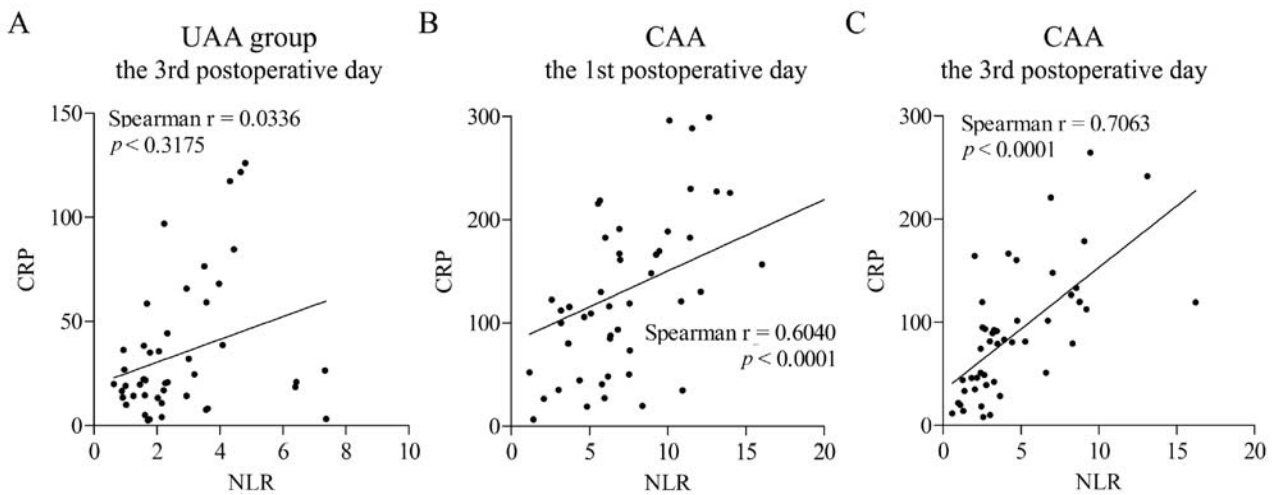 A
UAA group
the 3rd postoperative day
Spearman r = 0.0336
p < 0.3175
CRP
150
100
50
0
0 2 4 6 8 10
NLR
B
CAA
the 1st postoperative day
300
200
100
0
Spearman r = 0.6040
p < 0.0001
CRP
0 5 10 15 20
NLR
C
CAA
the 3rd postoperative day
Spearman r = 0.7063
p < 0.0001
CRP
300
200
100
0
0 5 10 15 20
NLR